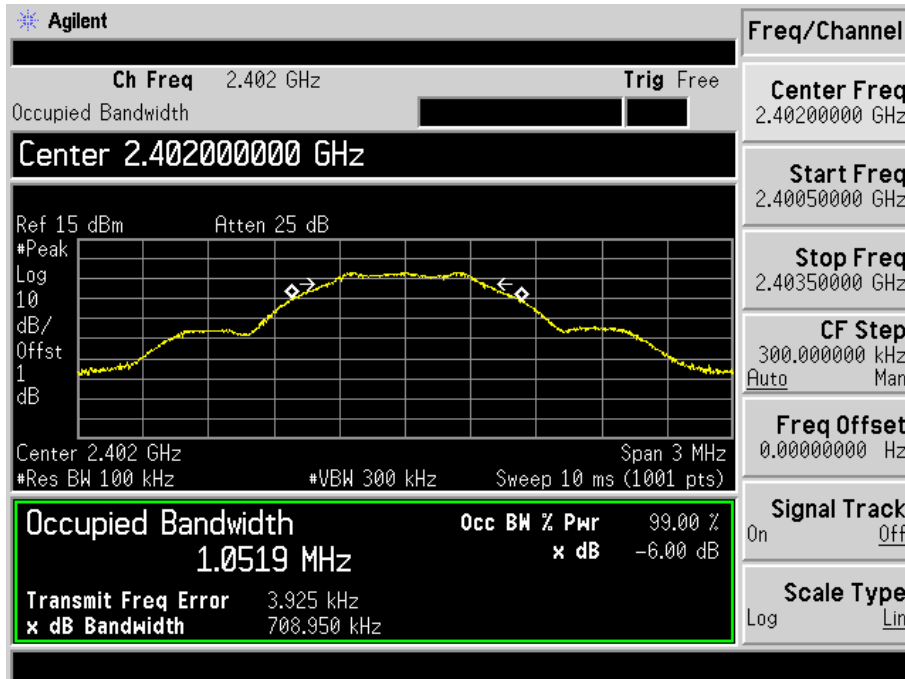 Agilent
Freq/Channel
Ch Freq 2.402 GHz Trig Free
Occupied Bandwidth
Center 2.402000000 GHz
Ref 15 dBm Atten 25 dB
#Peak
Log
10
dB/
Offst
1
dB
Center 2.402 GHz Span 3 MHz
#Res BW 100 kHz #VBW 300 kHz Sweep 10 ms (1001 pts)
Occupied Bandwidth Occ BW % Pwr 99.00 %
1.0519 MHz x dB -6.00 dB
Transmit Freq Error 3.925 kHz
x dB Bandwidth 708.950 kHz
Center Freq
2.40200000 GHz
Start Freq
2.40050000 GHz
Stop Freq
2.40350000 GHz
CF Step
300.000000 kHz
Auto Man
Freq Offset
0.00000000 Hz
Signal Track
On Off
Scale Type
Log Lin